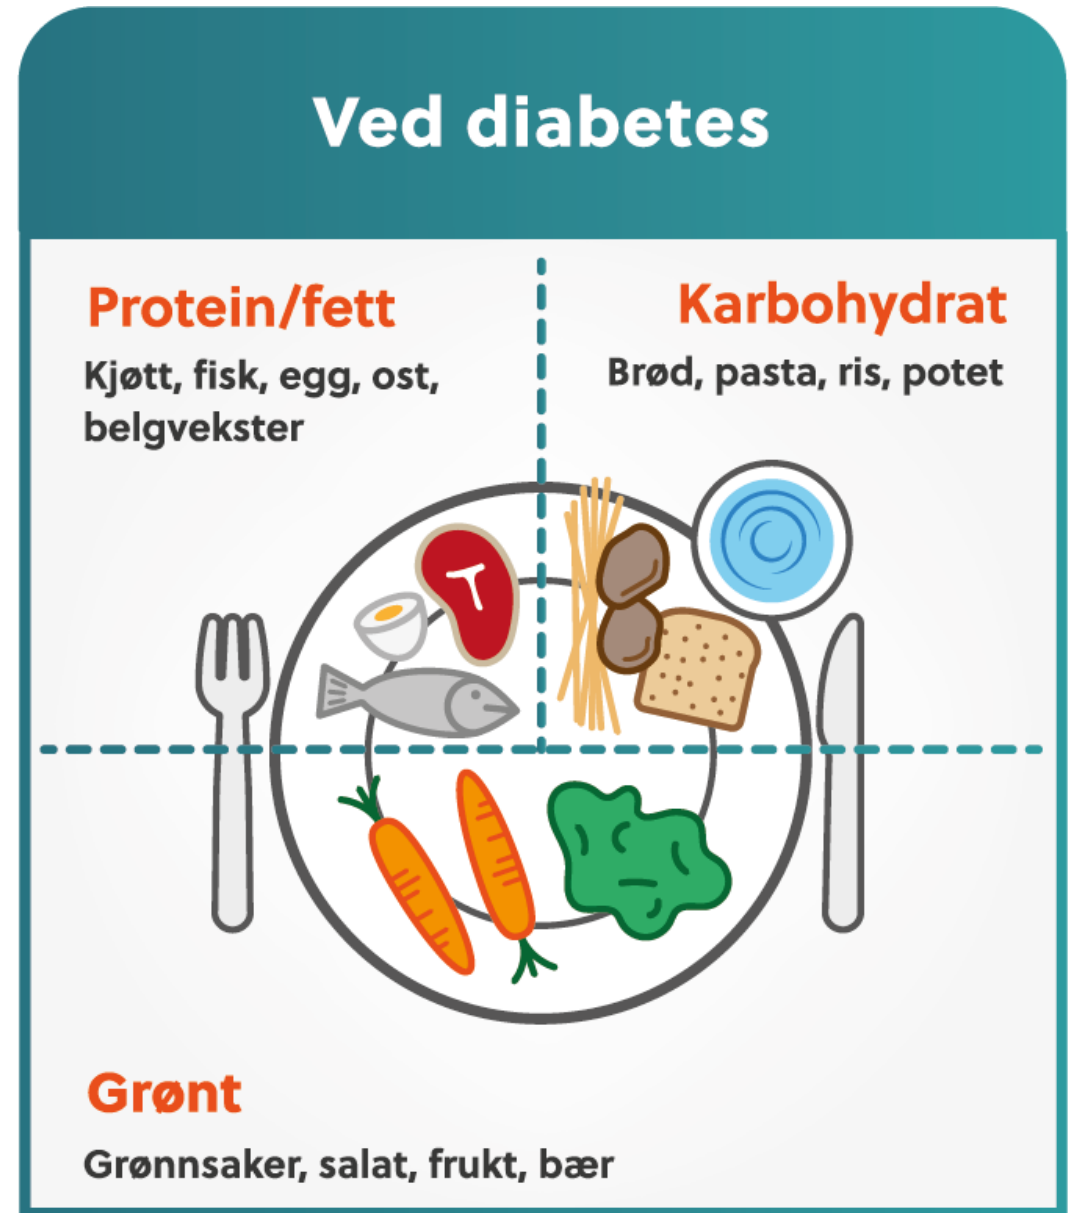 Ved diabetes
Protein/fett
Kjøtt, fisk, egg, ost,
belgvekster
Karbohydrat
Brød, pasta, ris, potet
Grønt
Grønnsaker, salat, frukt, bær